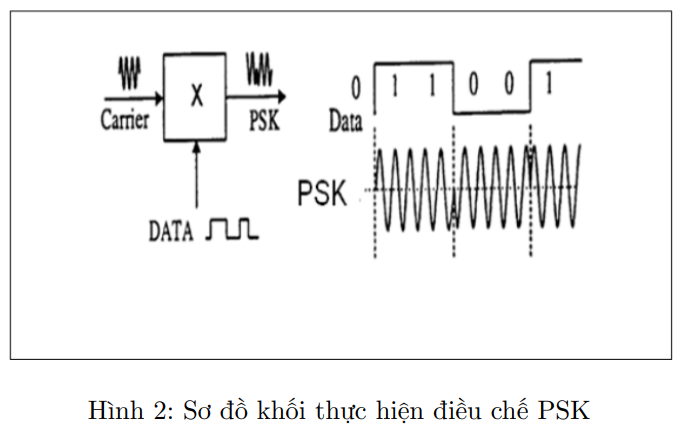 X
Carrier
PSK
DATA
0 1 1 0 0 1
Data
PSK
Hình 2: Sơ đồ khối thực hiện điều chế PSK